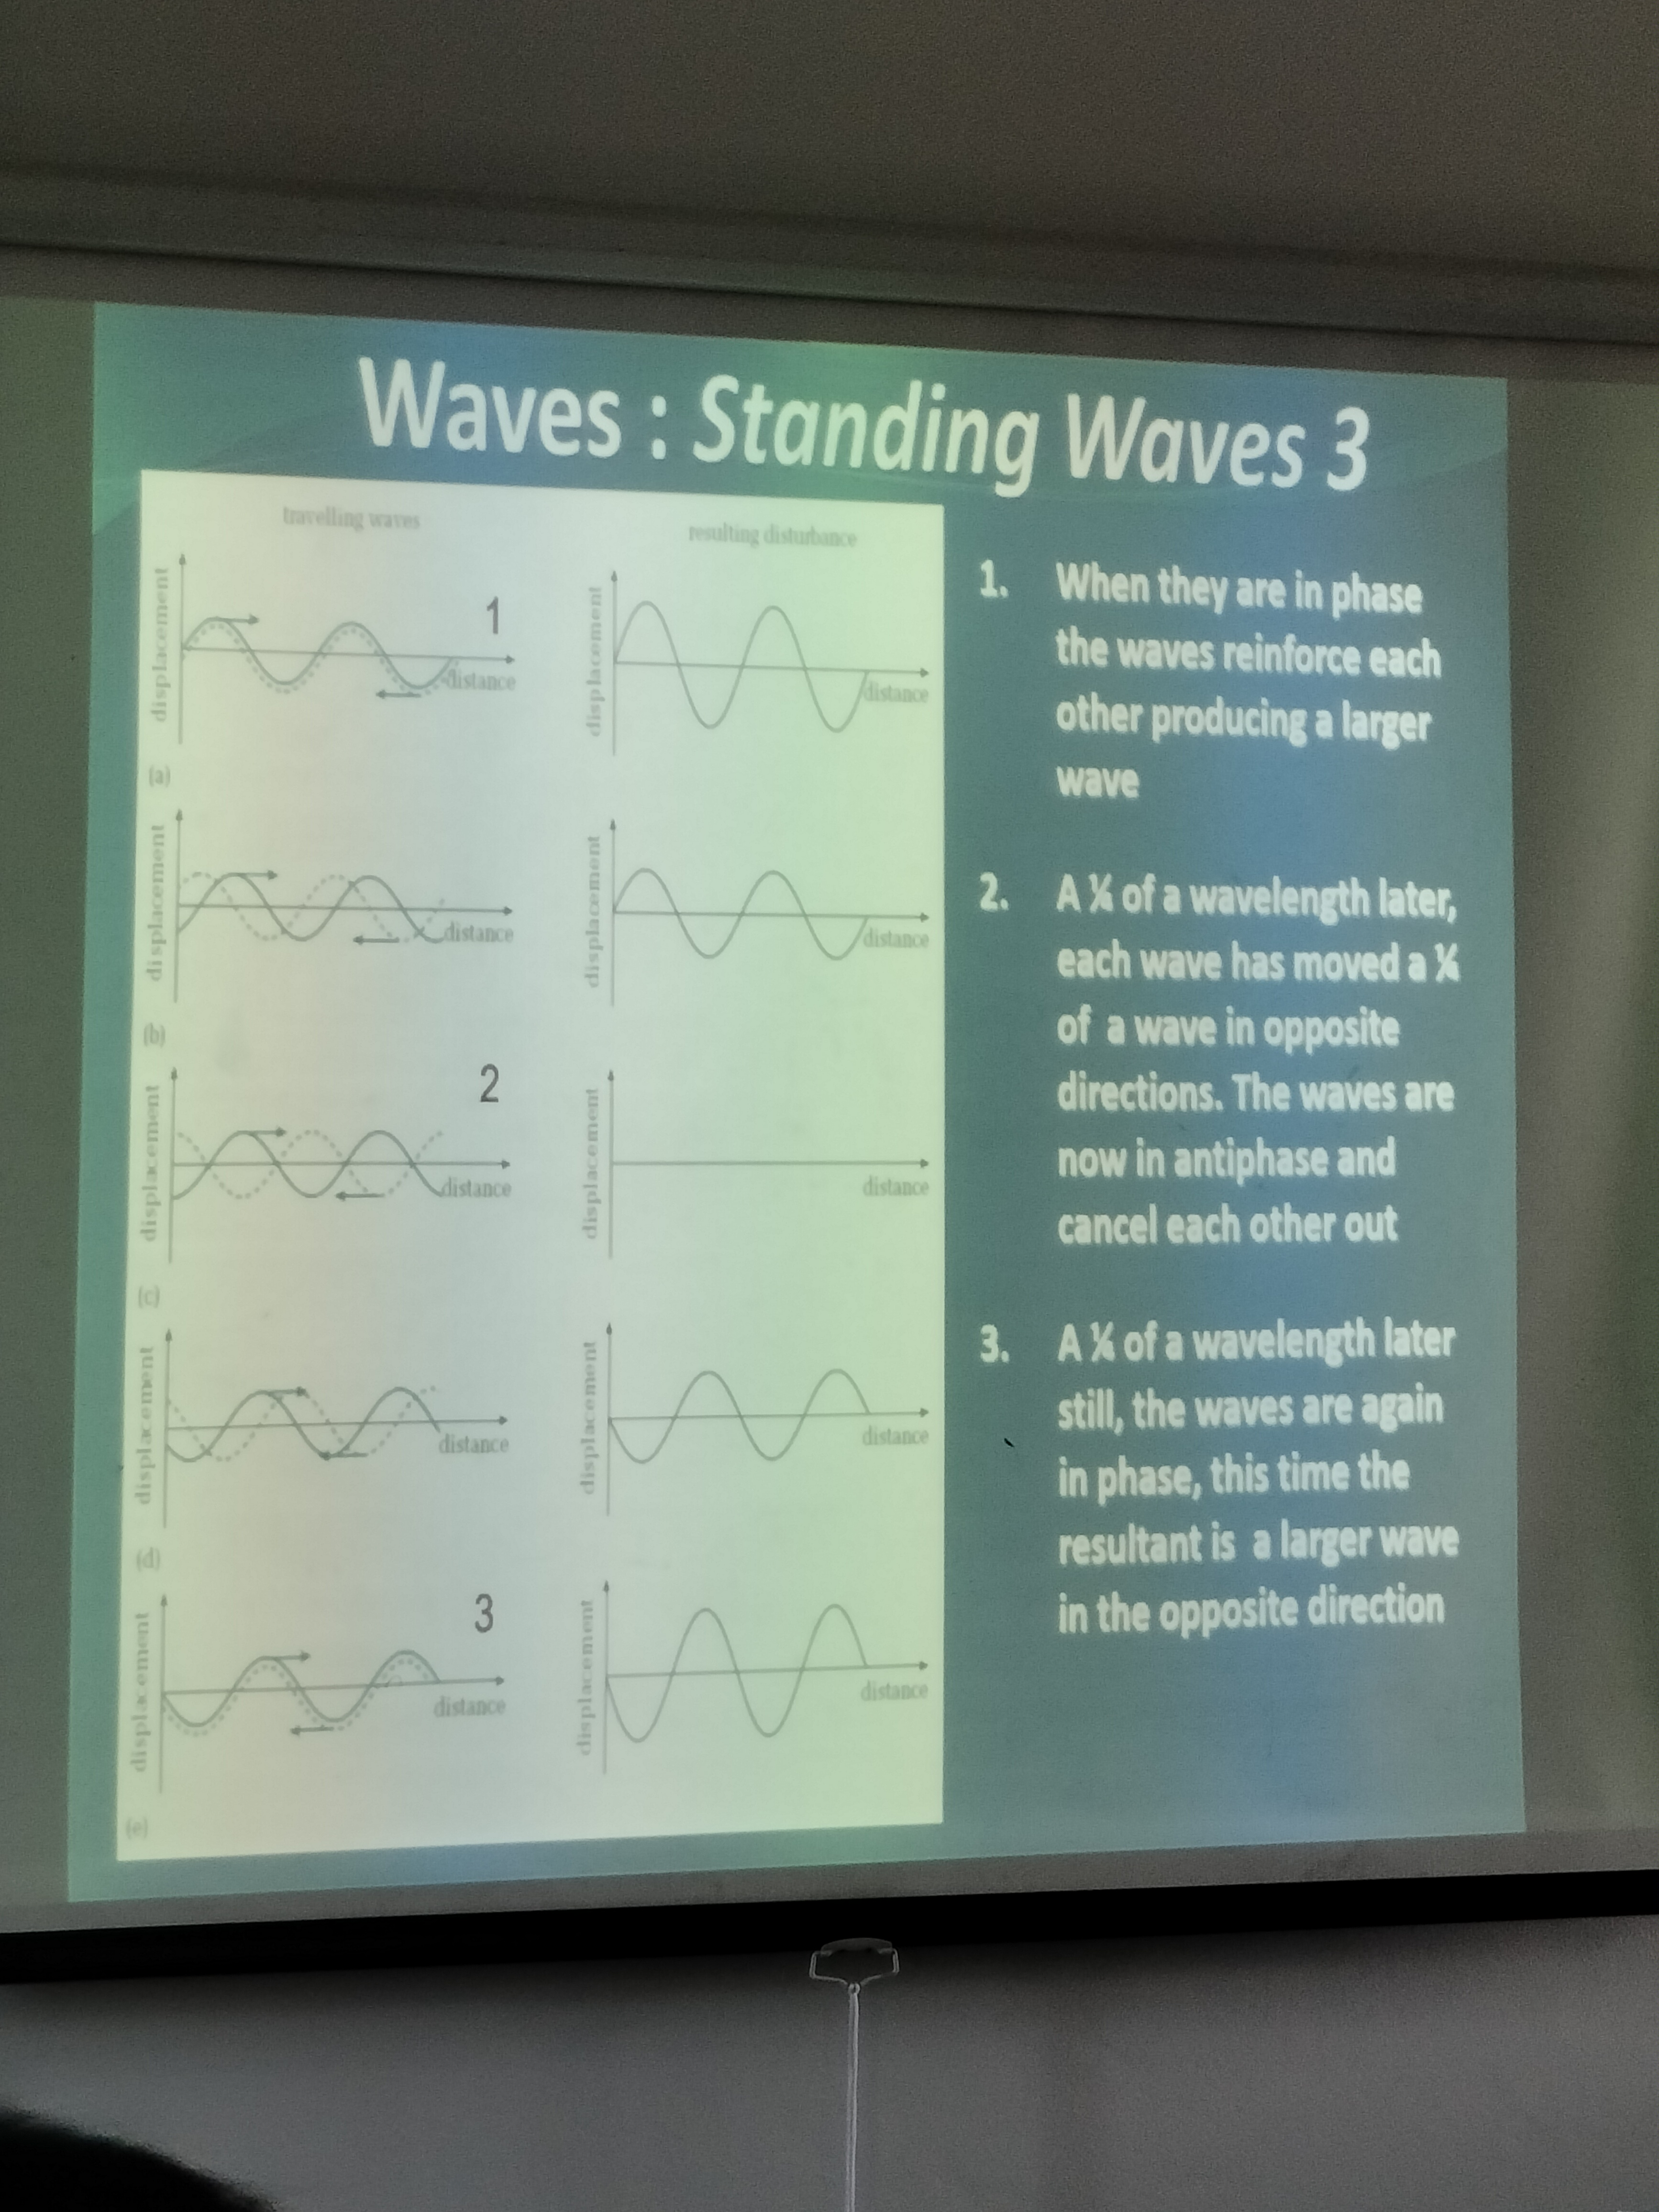 Waves : Standing Waves 3
travelling waves
resulting disturbance
displacement
1
distance
displacement
distance
(a)
displacement
distance
displacement
distance
(b)
displacement
2
distance
displacement
distance
(c)
displacement
distance
displacement
distance
(d)
displacement
3
distance
displacement
distance
(e)
1. When they are in phase
the waves reinforce each
other producing a larger
wave
2. A ¼ of a wavelength later,
each wave has moved a ¼
of a wave in opposite
directions. The waves are
now in antiphase and
cancel each other out
3. A ¼ of a wavelength later
still, the waves are again
in phase, this time the
resultant is a larger wave
in the opposite direction